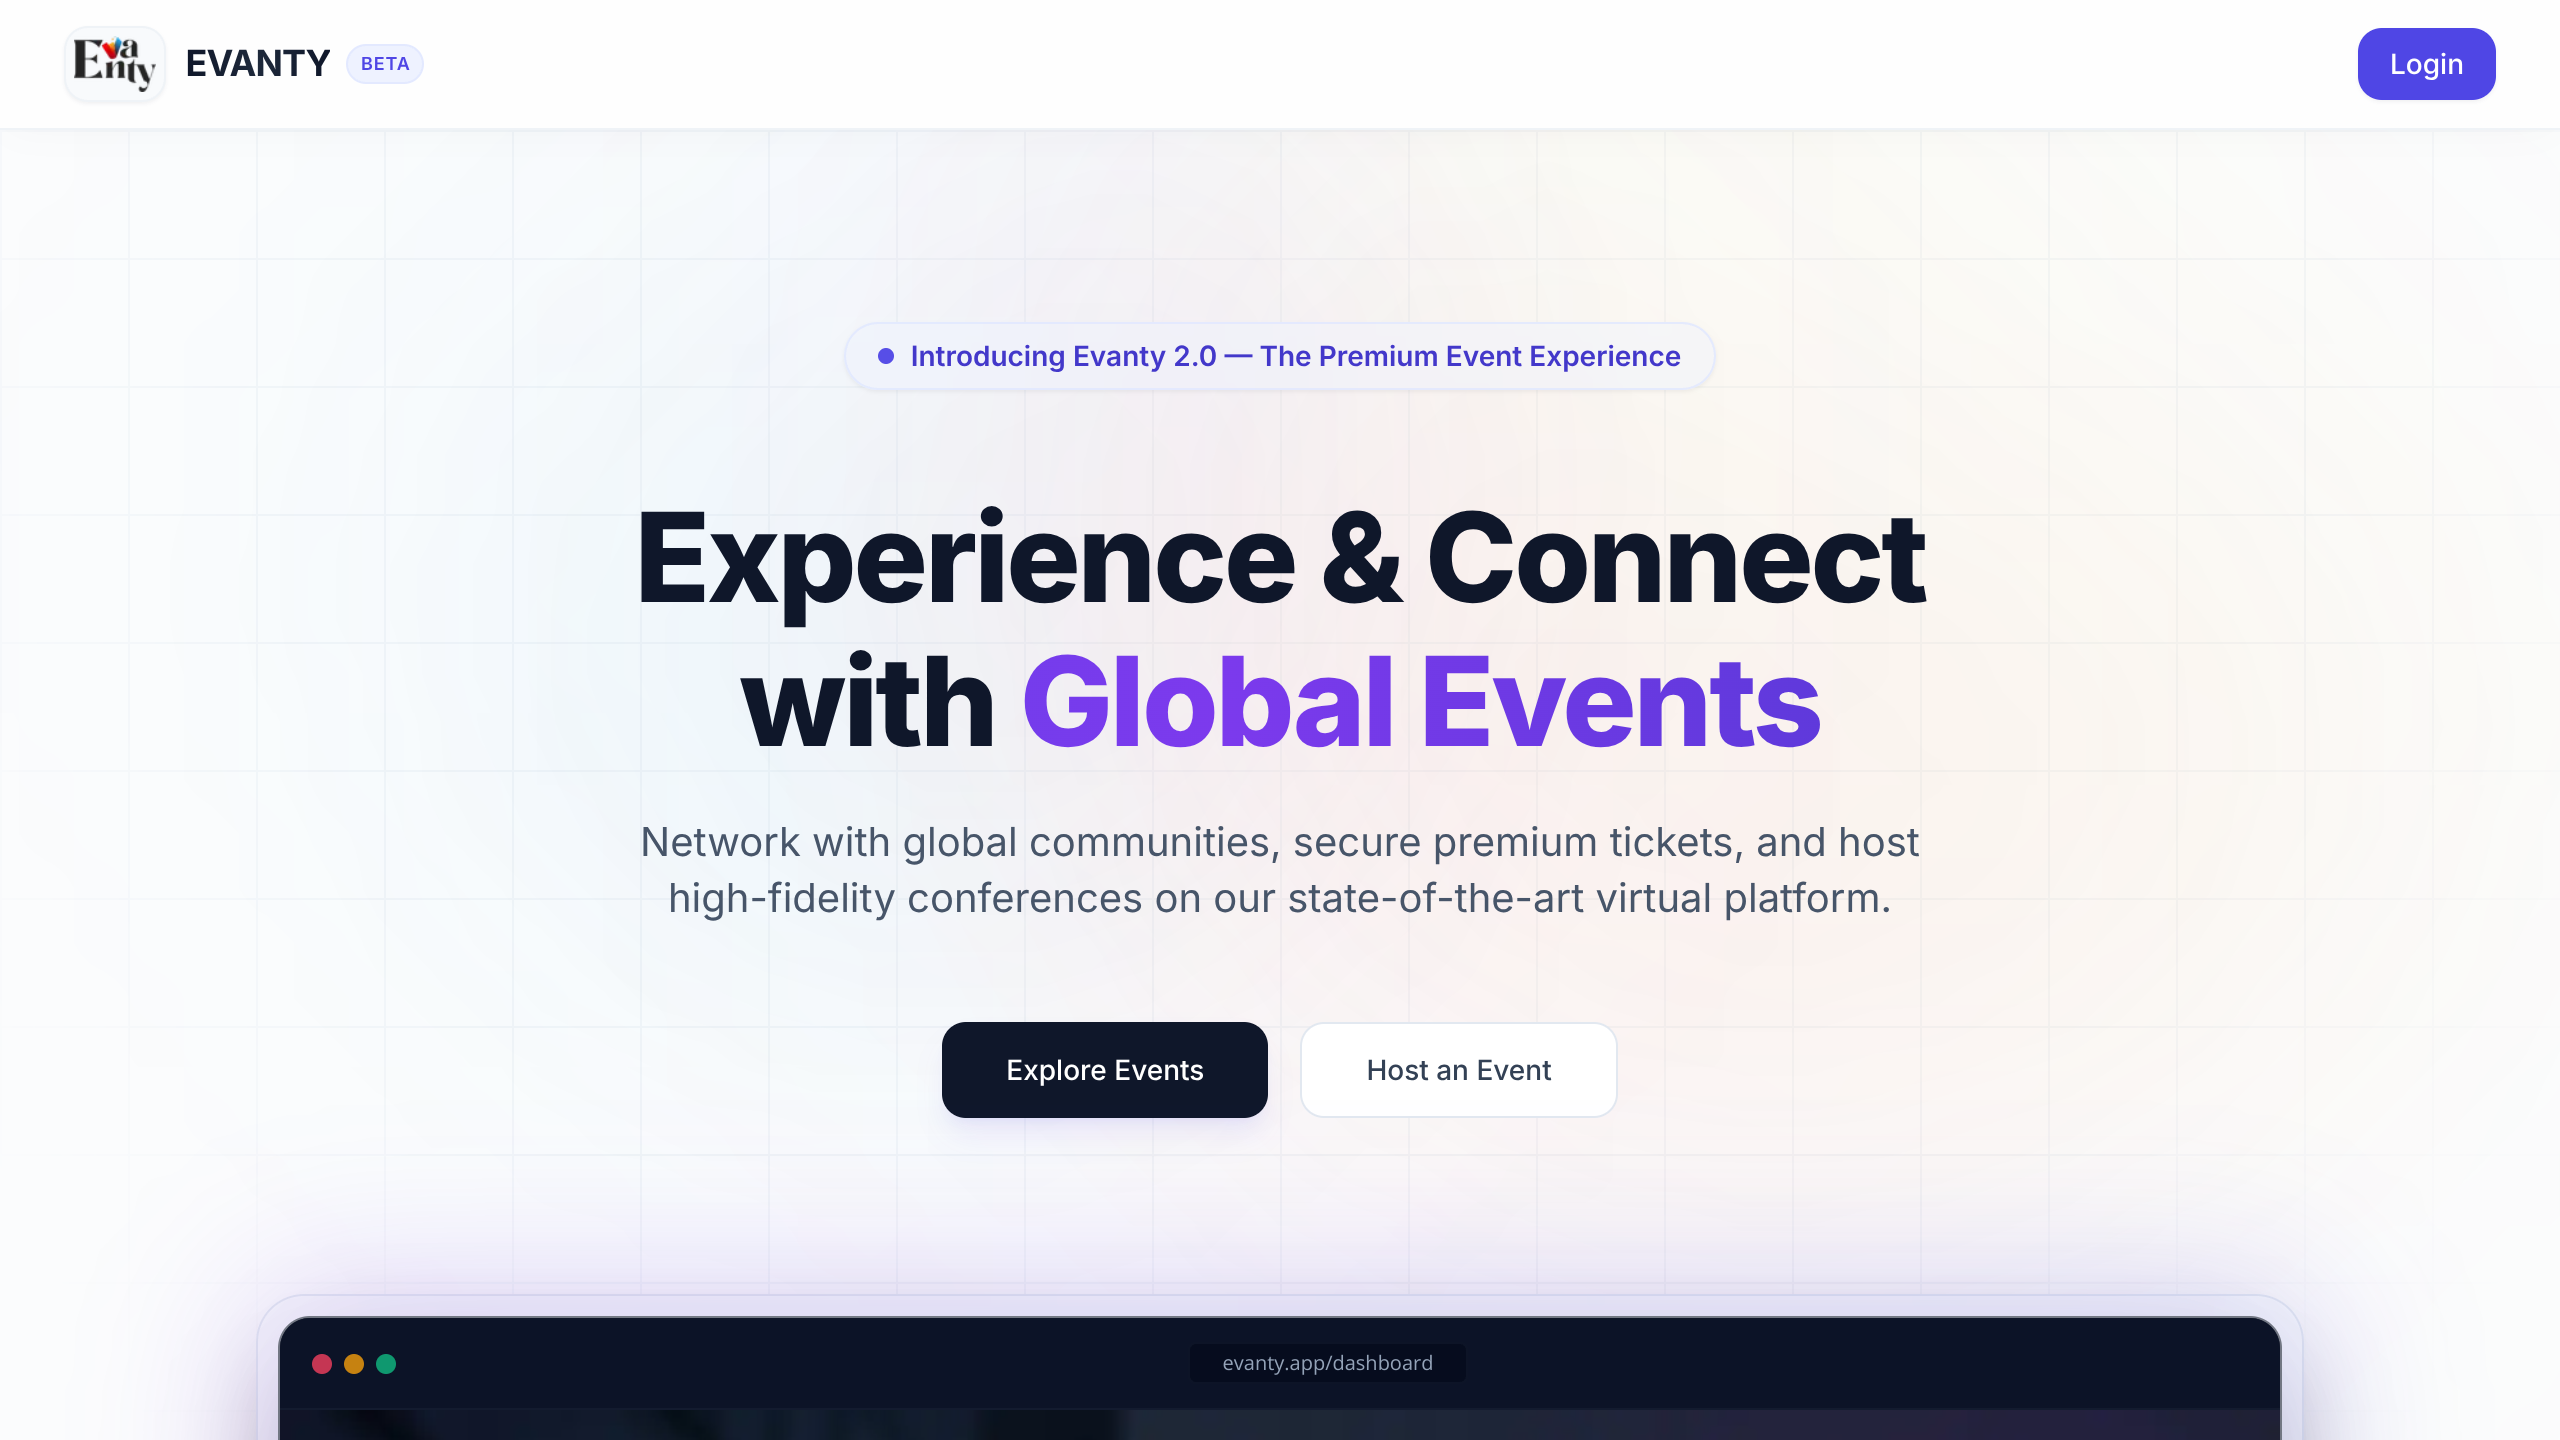 Eva
Enty
EVANTY
BETA
Login
Introducing Evanty 2.0 — The Premium Event Experience
Experience & Connect
with Global Events
Network with global communities, secure premium tickets, and host
high-fidelity conferences on our state-of-the-art virtual platform.
Explore Events
Host an Event
evanty.app/dashboard